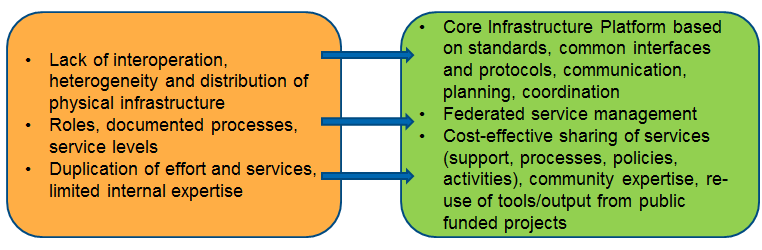 • Lack of interoperation,
heterogeneity and distribution of
physical infrastructure
• Roles, documented processes,
service levels
• Duplication of effort and services,
limited internal expertise
• Core Infrastructure Platform based
on standards, common interfaces
and protocols, communication,
planning, coordination
• Federated service management
• Cost-effective sharing of services
(support, processes, policies,
activities), community expertise, re-
use of tools/output from public
funded projects